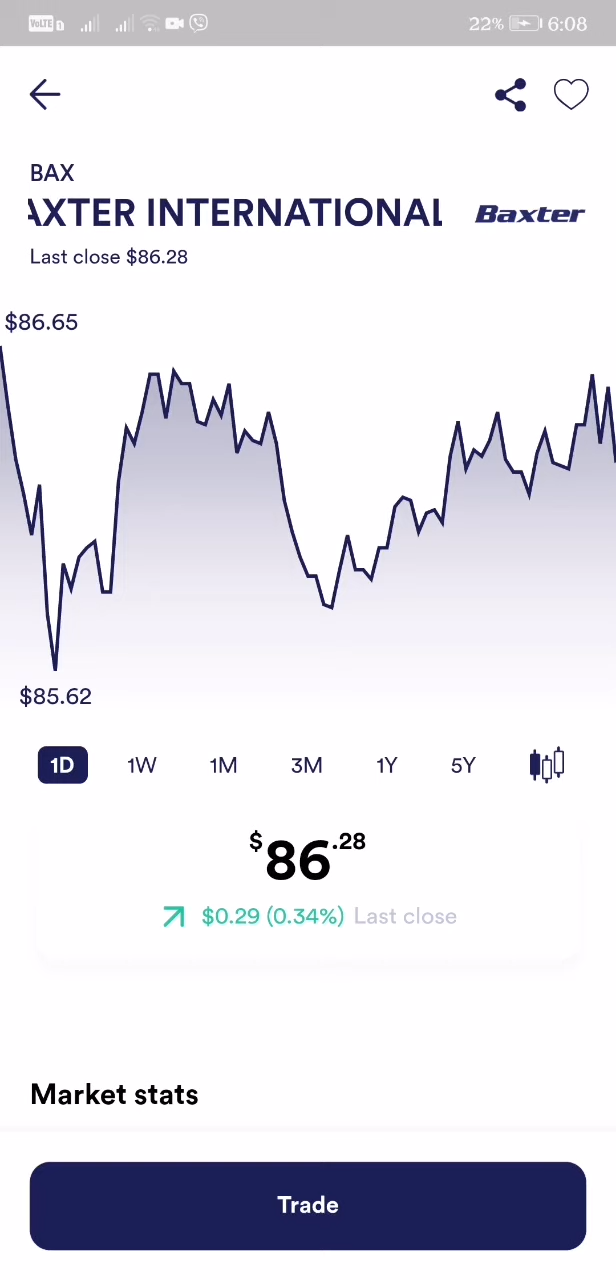 VoLTE 22% 6:08
BAX
AXTER INTERNATIONAL Baxter
Last close $86.28
$86.65
$85.62
1D 1W 1M 3M 1Y 5Y
$86.28
$0.29 (0.34%) Last close
Market stats
Trade